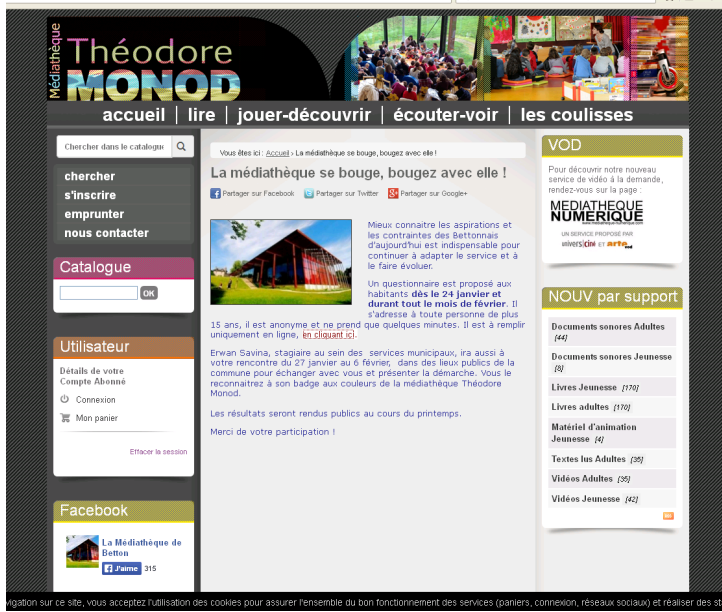 Médiathèque
Théodore
MONOD
accueil | lire | jouer-découvrir | écouter-voir | les coulisses
Chercher dans le catalogue
chercher
s'inscrire
emprunter
nous contacter
Catalogue
OK
Utilisateur
Détails de votre
Compte Abonné
Connexion
Mon panier
Effacer la session
Facebook
La Médiathèque de
Betton
J'aime 315
Vous êtes ici : Accueil › La médiathèque se bouge, bougez avec elle !
La médiathèque se bouge, bougez avec elle !
Partager sur Facebook Partager sur Twitter Partager sur Google+
Mieux connaitre les aspirations et
les contraintes des Bettonnais
d'aujourd'hui est indispensable pour
continuer à adapter le service et à
le faire évoluer.
Un questionnaire est proposé aux
habitants dès le 24 janvier et
durant tout le mois de février. Il
s'adresse à toute personne de plus
15 ans, il est anonyme et ne prend que quelques minutes. Il est à remplir
uniquement en ligne, en cliquant ici.
Erwan Savina, stagiaire au sein des services municipaux, ira aussi à
votre rencontre du 27 janvier au 6 février, dans des lieux publics de la
commune pour échanger avec vous et présenter la démarche. Vous le
reconnaitrez à son badge aux couleurs de la médiathèque Théodore
Monod.
Les résultats seront rendus publics au cours du printemps.
Merci de votre participation !
VOD
Pour découvrir notre nouveau
service de vidéo à la demande,
rendez-vous sur la page :
MEDIATHEQUE
NUMERIQUE
www.mediatheque-numerique.com
UN SERVICE PROPOSÉ PAR
universciné ET arte vod
NOUV par support
Documents sonores Adultes
[44]
Documents sonores Jeunesse
[8]
Livres Jeunesse [170]
Livres adultes [170]
Matériel d'animation
Jeunesse [4]
Textes lus Adultes [35]
Vidéos Adultes [35]
Vidéos Jeunesse [42]
vigation sur ce site, vous acceptez l'utilisation des cookies pour assurer l'ensemble du bon fonctionnement des services (paniers, connexion, réseaux sociaux) et réaliser des st